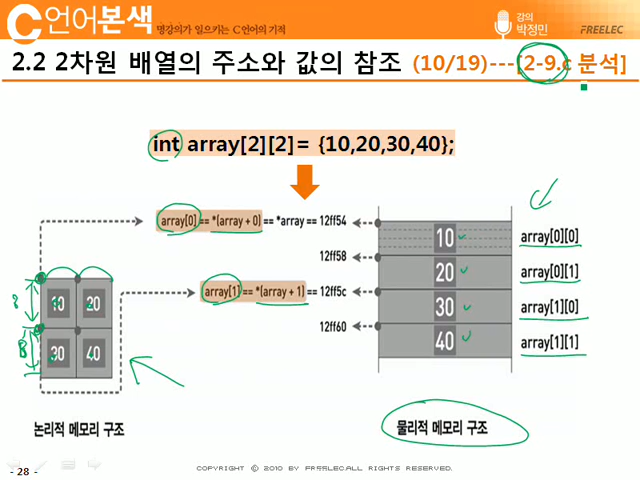 C언어본색 명강의가 일으키는 C 언어의 기적
강의
박정민
FREELEC
2.2 2차원 배열의 주소와 값의 참조 (10/19)---[2-9.c 분석]
int array[2][2]= {10,20,30,40};
array[0] == *(array + 0) == *array == 12ff54
12ff58
array[1] == *(array + 1) == 12ff5c
12ff60
10 array[0][0]
20 array[0][1]
30 array[1][0]
40 array[1][1]
10 20
30 40
8
논리적 메모리 구조
물리적 메모리 구조
- 28 -
COPYRIGHT © 2010 BY FREELEC.ALL RIGHTS RESERVED.